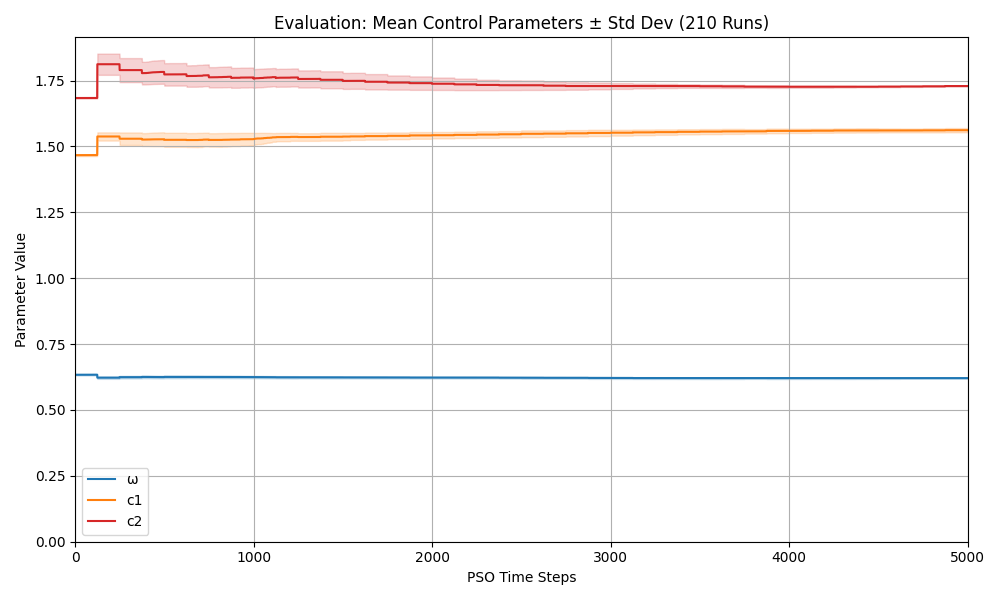 Evaluation: Mean Control Parameters ± Std Dev (210 Runs)
Parameter Value
1.75
1.50
1.25
1.00
0.75
0.50
0.25
0.00
ω
c1
c2
0 1000 2000 3000 4000 5000
PSO Time Steps